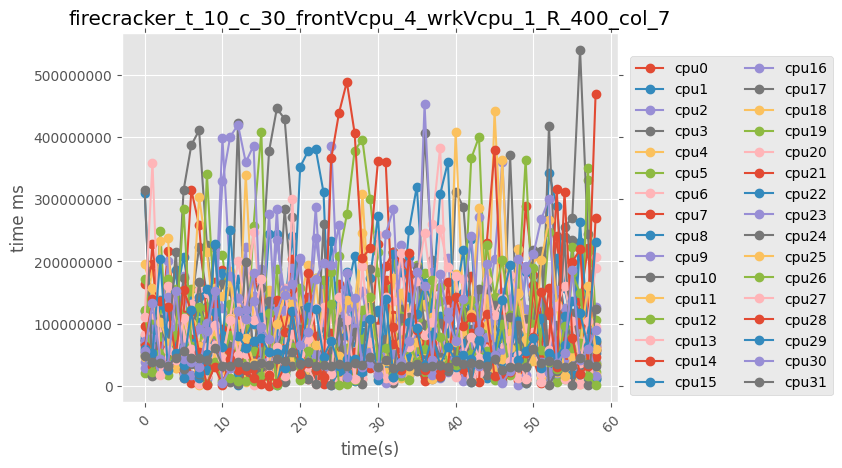 firecracker_t_10_c_30_frontVcpu_4_wrkVcpu_1_R_400_col_7
time ms
500000000
400000000
300000000
200000000
100000000
0
0
10
20
30
40
50
60
time(s)
cpu0
cpu1
cpu2
cpu3
cpu4
cpu5
cpu6
cpu7
cpu8
cpu9
cpu10
cpu11
cpu12
cpu13
cpu14
cpu15
cpu16
cpu17
cpu18
cpu19
cpu20
cpu21
cpu22
cpu23
cpu24
cpu25
cpu26
cpu27
cpu28
cpu29
cpu30
cpu31